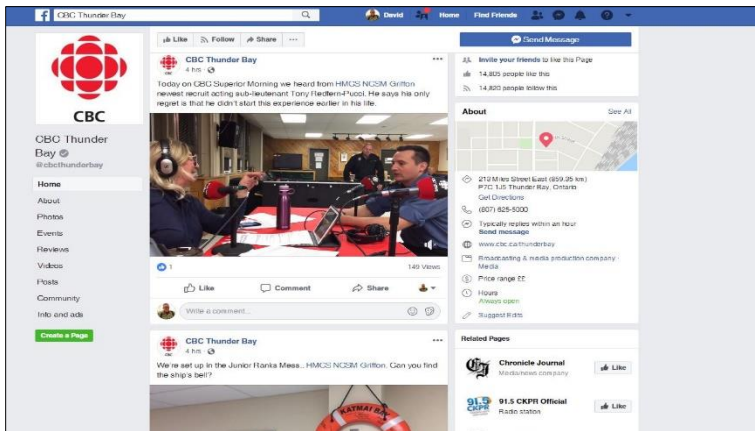 CBC Thunder Bay
David
Home
Find Friends
CBC
CBC Thunder
Bay
@cbcthunderbay
Home
About
Photos
Events
Reviews
Videos
Posts
Community
Info and ads
Create a Page
Like
Follow
Share
CBC Thunder Bay
4 hrs
Today on CBC Superior Morning we heard from HMCS NCSM Griffon
newest recruit acting sub-lieutenant Tony Redfern-Pucci. He says his only
regret is that he didn't start this experience earlier in his life.
1
149 Views
Like
Comment
Share
Write a comment...
CBC Thunder Bay
4 hrs
We're set up in the Junior Ranks Mess.. HMCS NCSM Griffon. Can you find
the ship's bell?
KATMAI BAY
Send Message
Invite your friends to like this Page
14,805 people like this
14,820 people follow this
About
See All
213 Miles Street East
P7C 1J5 Thunder Bay, Ontario
Get Directions
(807) 625-5000
Typically replies within an hour
Send message
www.cbc.ca/thunderbay
Broadcasting & media production company ·
Media
Price range ££
Hours
Always open
Suggest Edits
Related Pages
Chronicle Journal
Media/news company
Like
91.5 CKPR
91.5 CKPR Official
Radio station
Like